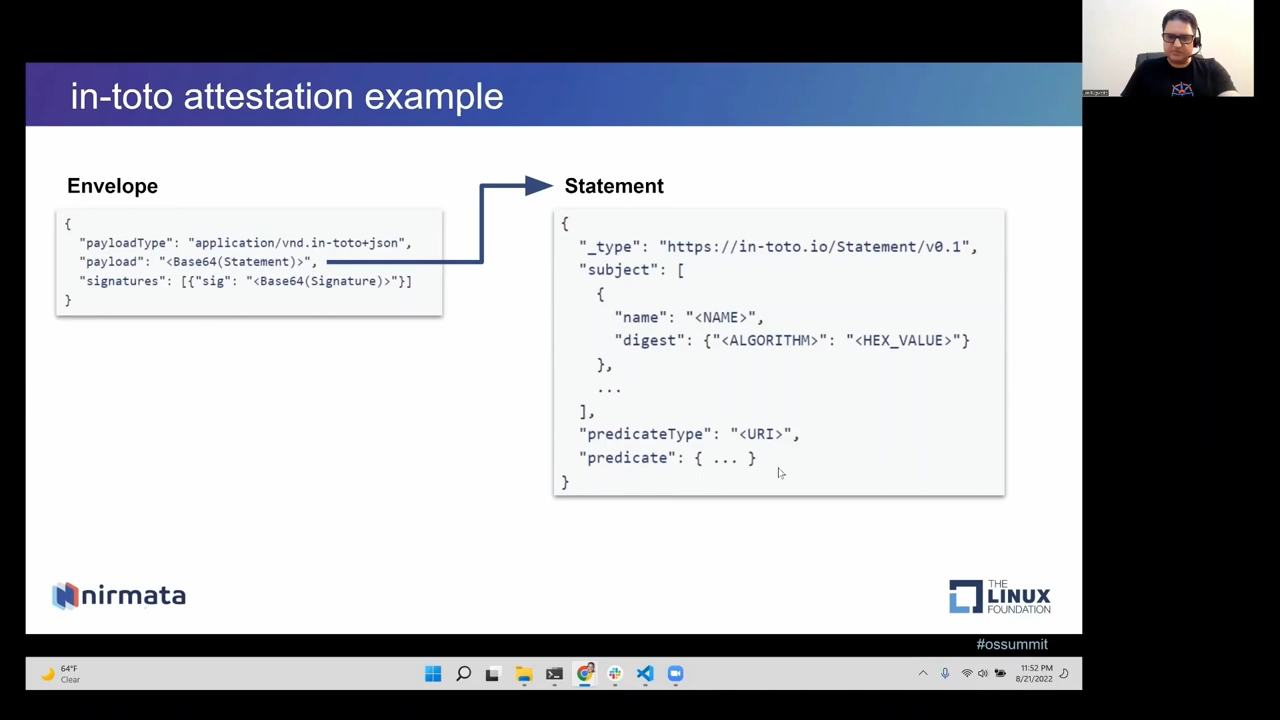 in-toto attestation example
Envelope
{
"payloadType": "application/vnd.in-toto+json",
"payload": "<Base64(Statement)>",
"signatures": [{"sig": "<Base64(Signature)>"}]
}
Statement
{
"_type": "https://in-toto.io/Statement/v0.1",
"subject": [
{
"name": "<NAME>",
"digest": {"<ALGORITHM>": "<HEX_VALUE>"}
},
...
],
"predicateType": "<URI>",
"predicate": { ... }
}
nirmata
THE
LINUX
FOUNDATION
#ossummit
64°F
Clear
11:52 PM
8/21/2022